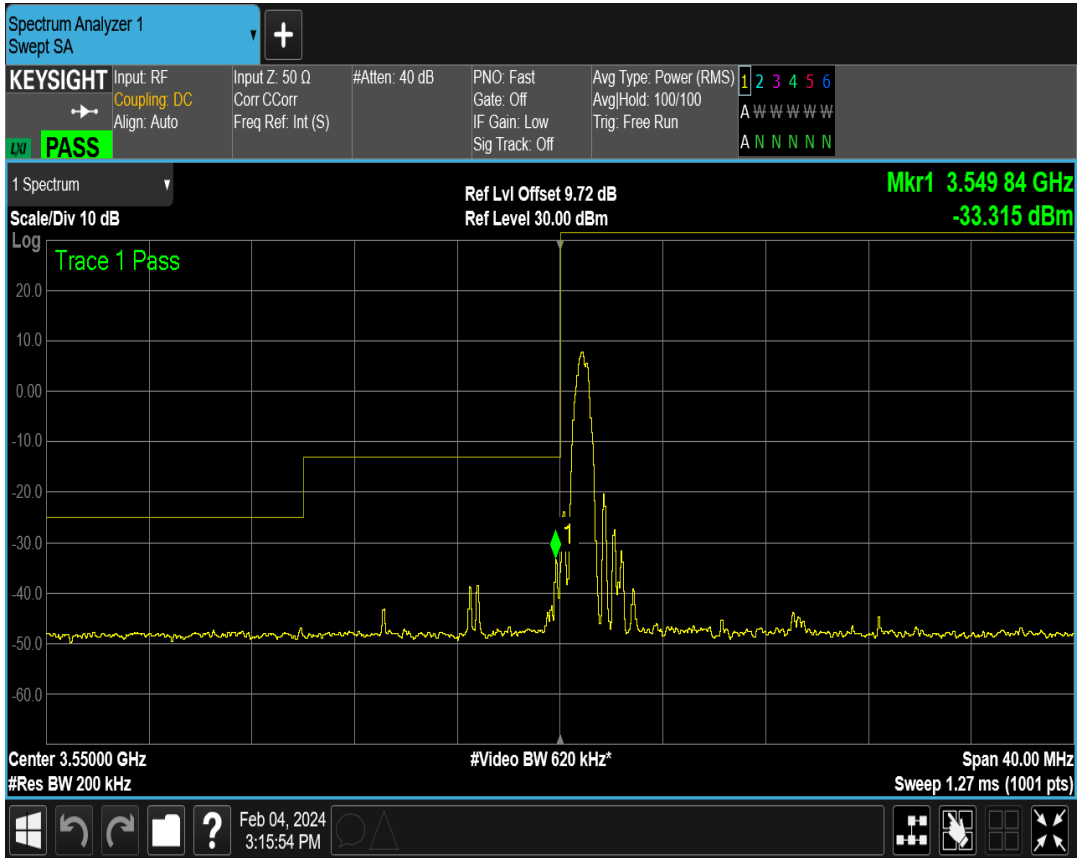 Spectrum Analyzer 1
Swept SA
+
KEYSIGHT
LXI PASS
Input: RF
Coupling: DC
Align: Auto
Input Z: 50 Ω
Corr CCorr
Freq Ref: Int (S)
#Atten: 40 dB
PNO: Fast
Gate: Off
IF Gain: Low
Sig Track: Off
Avg Type: Power (RMS)
Avg|Hold: 100/100
Trig: Free Run
1 2 3 4 5 6
A W W W W W
A N N N N N
1 Spectrum
Scale/Div 10 dB
Ref Lvl Offset 9.72 dB
Ref Level 30.00 dBm
Mkr1 3.549 84 GHz
-33.315 dBm
Log
Trace 1 Pass
20.0
10.0
0.00
-10.0
-20.0
1
-30.0
-40.0
-50.0
-60.0
Center 3.55000 GHz
#Video BW 620 kHz*
Span 40.00 MHz
#Res BW 200 kHz
Sweep 1.27 ms (1001 pts)
?
Feb 04, 2024
3:15:54 PM